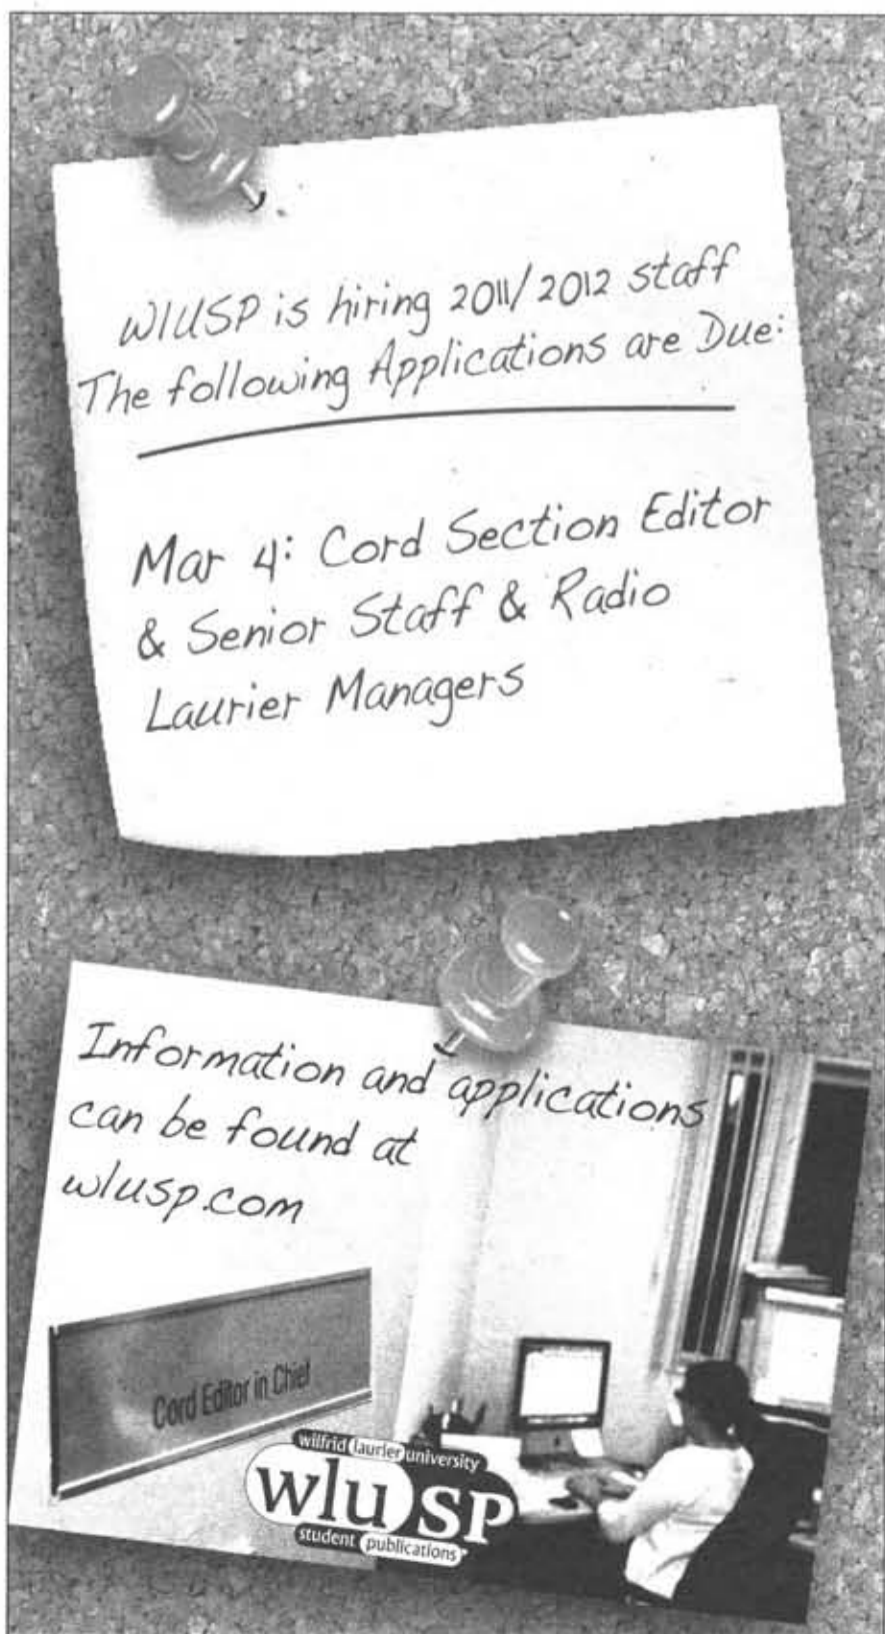 WlUSP is hiring 2011/2012 staff
The following Applications are Due:
Mar 4: Cord Section Editor
& Senior Staff & Radio
Laurier Managers
Information and applications
can be found at
wlusp.com
Cord Editor in Chief
wilfrid laurier university
wlu SP
student publications